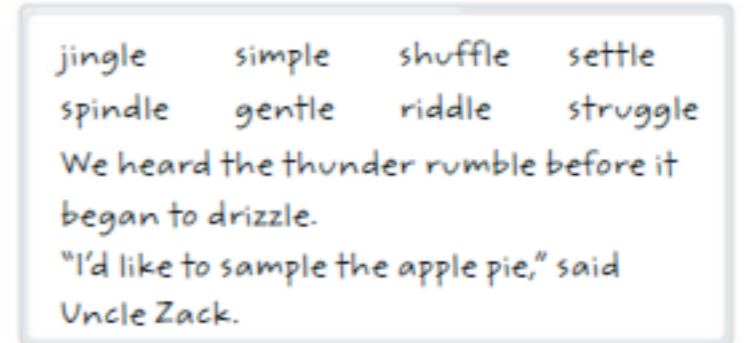 jingle simple shuffle settle
spindle gentle riddle struggle
We heard the thunder rumble before it
began to drizzle.
"I'd like to sample the apple pie," said
Uncle Zack.